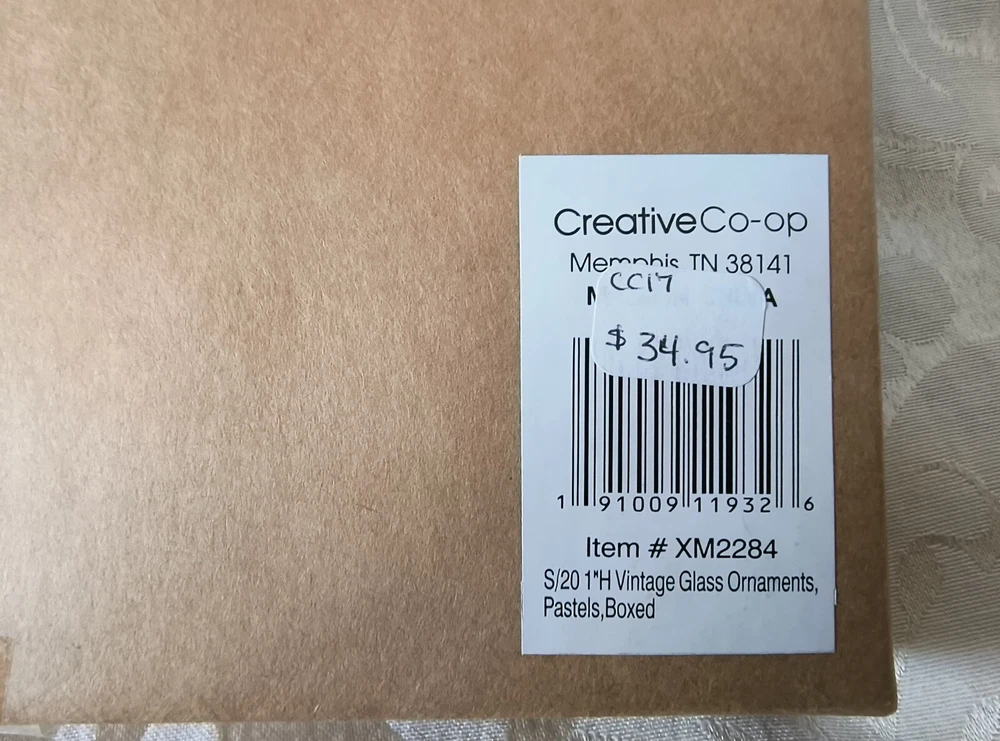 CreativeCo-op
Memphis TN 38141
CC17
$ 34.95
1 91009 11932 6
Item # XM2284
S/20 1"H Vintage Glass Ornaments,
Pastels,Boxed